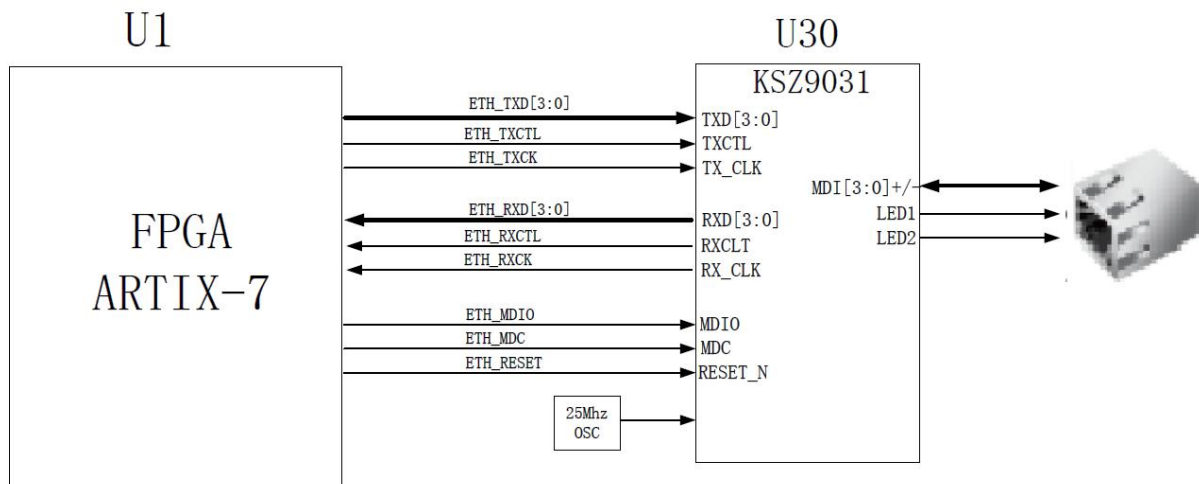 U1
U30
FPGA
ARTIX-7
KSZ9031
ETH_TXD[3:0]
TXD[3:0]
ETH_TXCTL
TXCTL
ETH_TXCK
TX_CLK
ETH_RXD[3:0]
RXD[3:0]
ETH_RXCTL
RXCLT
ETH_RXCK
RX_CLK
ETH_MDIO
MDIO
ETH_MDC
MDC
ETH_RESET
RESET_N
25Mhz
OSC
MDI[3:0]+/-
LED1
LED2